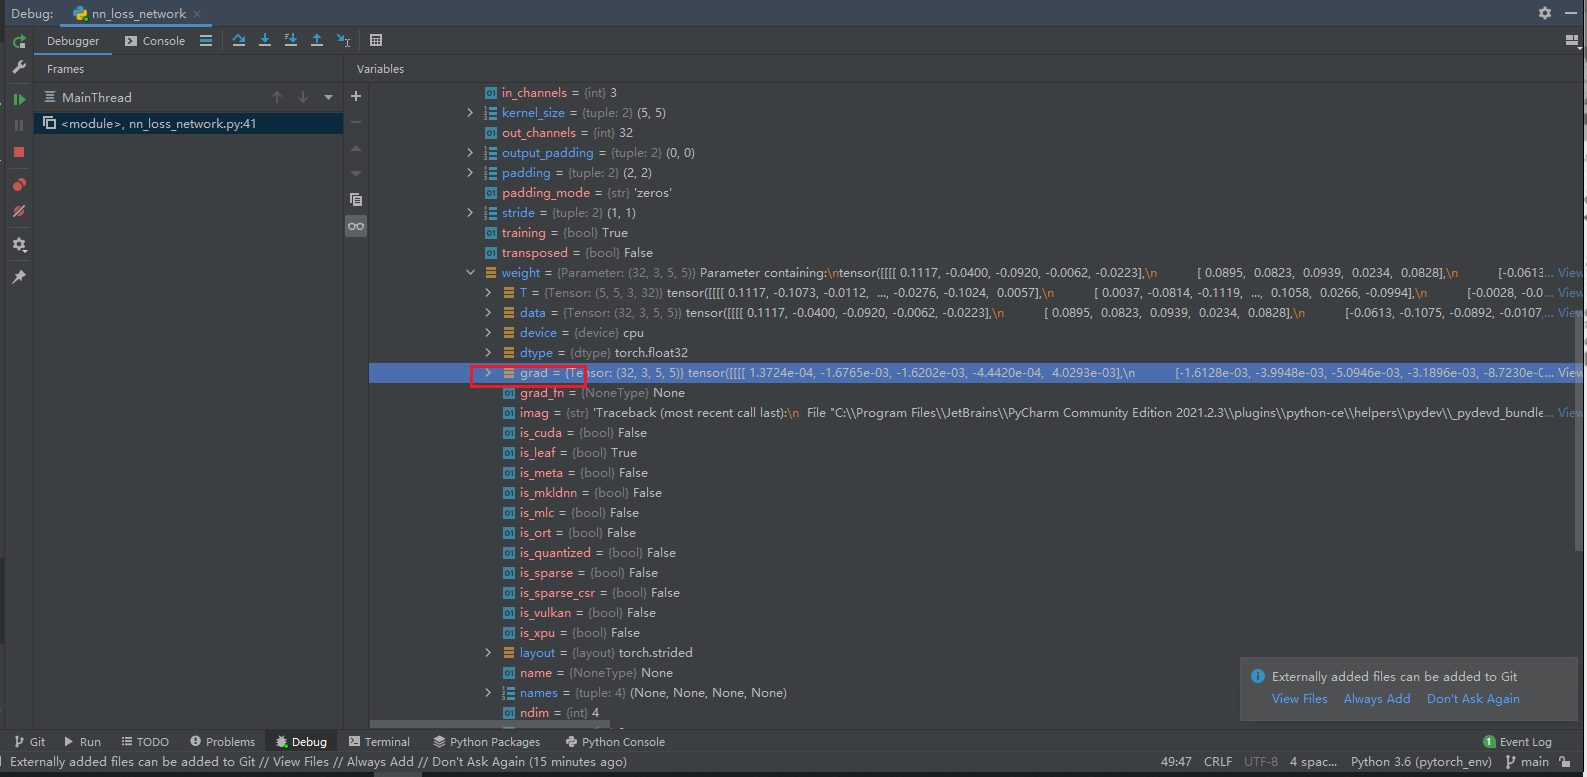 Debug: nn_loss_network
Debugger Console
Frames
Variables
MainThread
<module>, nn_loss_network.py:41
in_channels = {int} 3
kernel_size = {tuple: 2} (5, 5)
out_channels = {int} 32
output_padding = {tuple: 2} (0, 0)
padding = {tuple: 2} (2, 2)
padding_mode = {str} 'zeros'
stride = {tuple: 2} (1, 1)
training = {bool} True
transposed = {bool} False
weight = {Parameter: (32, 3, 5, 5)} Parameter containing:\ntensor([[[[ 0.1117, -0.0400, -0.0920, -0.0062, -0.0223],\n [ 0.0895, 0.0823, 0.0939, 0.0234, 0.0828],\n [-0.0613... View
T = {Tensor: (5, 5, 3, 32)} tensor([[[[ 0.1117, -0.1073, -0.0112, ..., -0.0276, -0.1024, 0.0057],\n [ 0.0037, -0.0814, -0.1119, ..., 0.1058, 0.0266, -0.0994],\n [-0.0028, -0.0... View
data = {Tensor: (32, 3, 5, 5)} tensor([[[[ 0.1117, -0.0400, -0.0920, -0.0062, -0.0223],\n [ 0.0895, 0.0823, 0.0939, 0.0234, 0.0828],\n [-0.0613, -0.1075, -0.0892, -0.0107,... View
device = {device} cpu
dtype = {dtype} torch.float32
grad = {Tensor: (32, 3, 5, 5)} tensor([[[[ 1.3724e-04, -1.6765e-03, -1.6202e-03, -4.4420e-04, 4.0293e-03],\n [-1.6128e-03, -3.9948e-03, -5.0946e-03, -3.1896e-03, -8.7230e-0... View
grad_fn = {NoneType} None
imag = {str} 'Traceback (most recent call last):\n File "C:\\Program Files\\JetBrains\\PyCharm Community Edition 2021.2.3\\plugins\\python-ce\\helpers\\pydev\\_pydevd_bundle... View
is_cuda = {bool} False
is_leaf = {bool} True
is_meta = {bool} False
is_mkldnn = {bool} False
is_mlc = {bool} False
is_ort = {bool} False
is_quantized = {bool} False
is_sparse = {bool} False
is_sparse_csr = {bool} False
is_vulkan = {bool} False
is_xpu = {bool} False
layout = {layout} torch.strided
name = {NoneType} None
names = {tuple: 4} (None, None, None, None)
ndim = {int} 4
Externally added files can be added to Git
View Files Always Add Don't Ask Again
Git Run TODO Problems Debug Terminal Python Packages Python Console 1 Event Log
Externally added files can be added to Git // View Files // Always Add // Don't Ask Again (15 minutes ago) 49:47 CRLF UTF-8 4 spac... Python 3.6 (pytorch_env) main